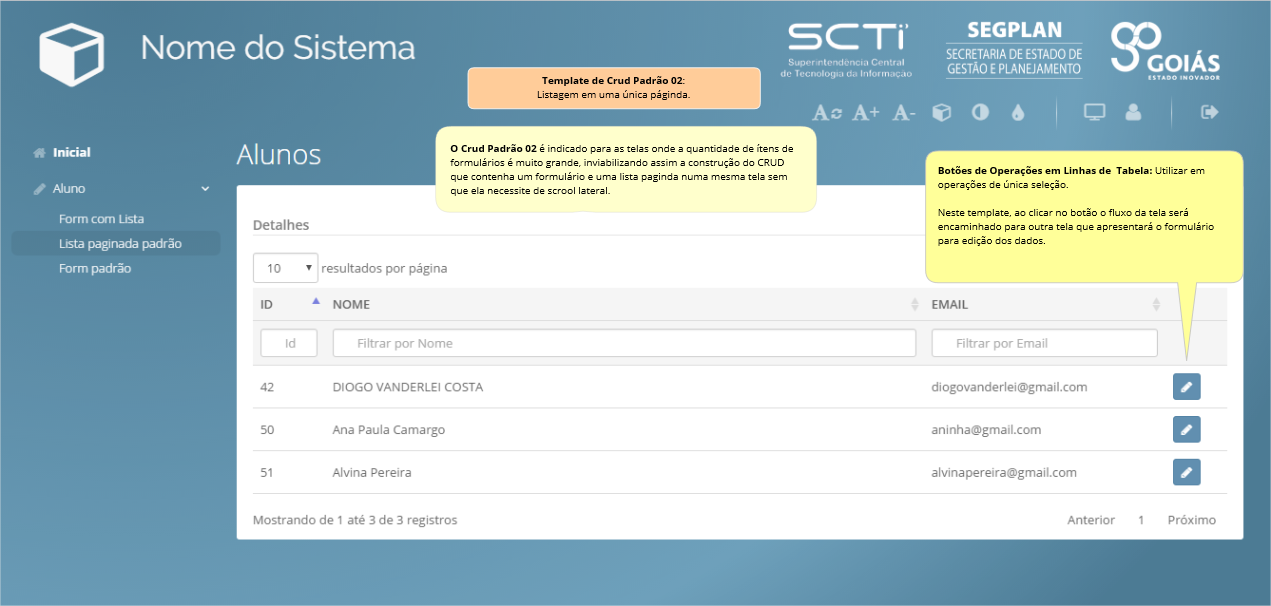 Nome do Sistema
SCTi
Superintendência Central
de Tecnologia da Informação
SEGPLAN
SECRETARIA DE ESTADO DE
GESTÃO E PLANEJAMENTO
go
GOIÁS
ESTADO INOVADOR
Template de Crud Padrão 02:
Listagem em uma única páginda.
A A+ A-
Inicial
Aluno
Form com Lista
Lista paginada padrão
Form padrão
Alunos
O Crud Padrão 02 é indicado para as telas onde a quantidade de ítens de
formulários é muito grande, inviabilizando assim a construção do CRUD
que contenha um formulário e uma lista paginda numa mesma tela sem
que ela necessite de scrool lateral.
Botões de Operações em Linhas de Tabela: Utilizar em
operações de única seleção.
Neste template, ao clicar no botão o fluxo da tela será
encaminhado para outra tela que apresentará o formulário
para edição dos dados.
Detalhes
10 resultados por página
ID NOME EMAIL
Id Filtrar por Nome Filtrar por Email
42 DIOGO VANDERLEI COSTA diogovanderlei@gmail.com
50 Ana Paula Camargo aninha@gmail.com
51 Alvina Pereira alvinapereira@gmail.com
Mostrando de 1 até 3 de 3 registros
Anterior 1 Próximo